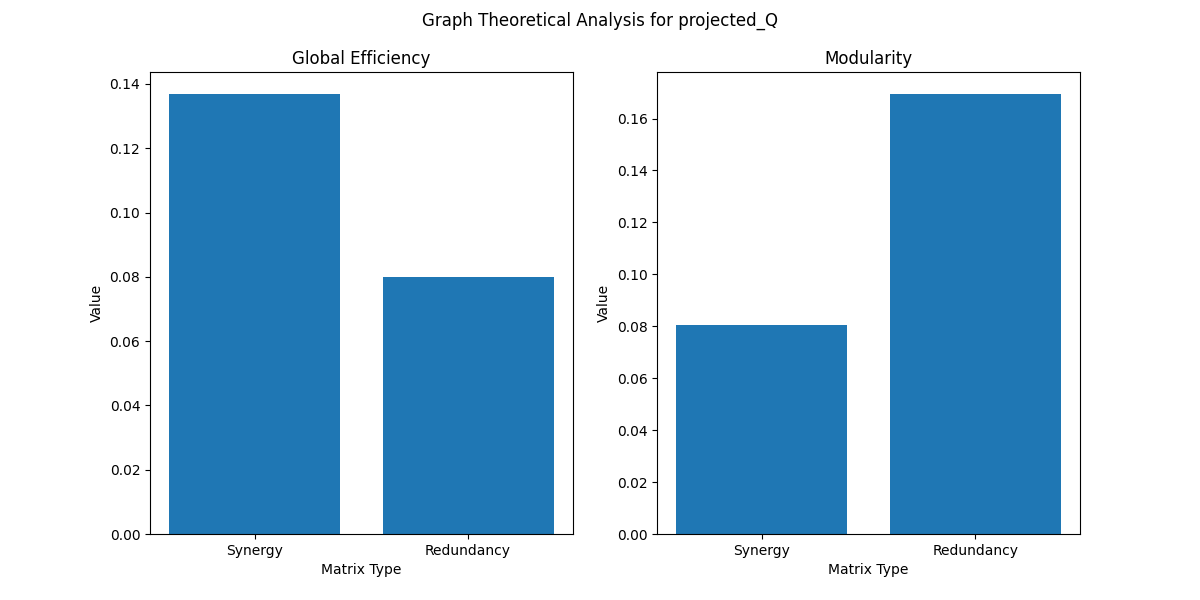 Graph Theoretical Analysis for projected_Q
Global Efficiency
0.14
0.12
0.10
0.08
0.06
0.04
0.02
0.00
Value
Synergy
Redundancy
Matrix Type
Modularity
0.16
0.14
0.12
0.10
0.08
0.06
0.04
0.02
0.00
Value
Synergy
Redundancy
Matrix Type